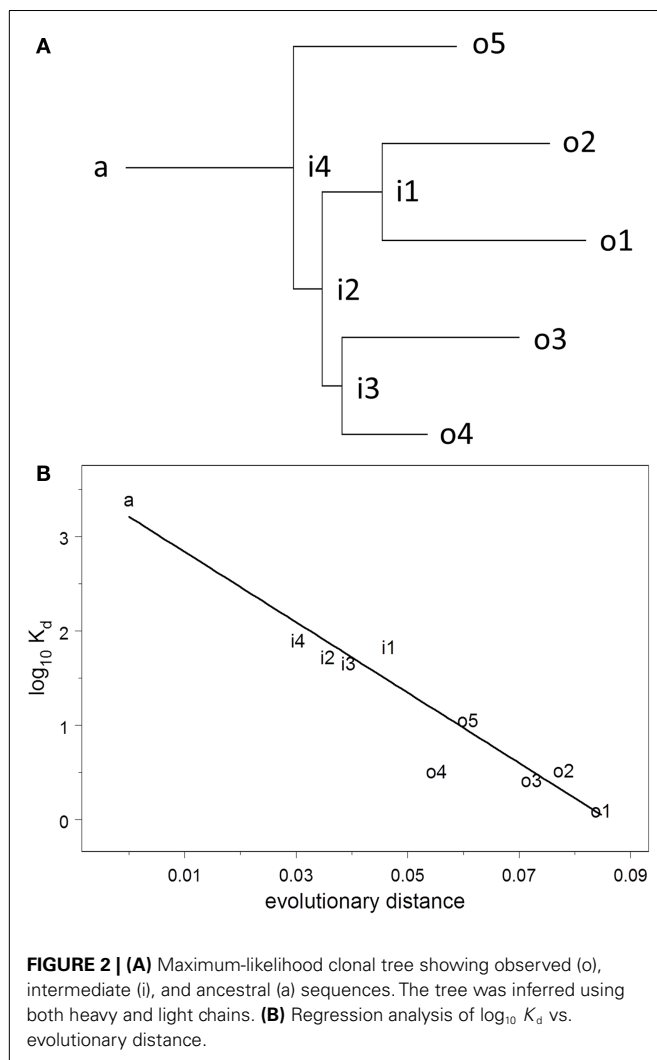 A
o5
o2
a
i4
i1
o1
i2
o3
i3
o4
B
a
3
log₁₀ K_d
2
i4
i2
i3
i1
1
o5
o4
o3
o2
o1
0
0.01 0.03 0.05 0.07 0.09
evolutionary distance
FIGURE 2 | (A) Maximum-likelihood clonal tree showing observed (o),
intermediate (i), and ancestral (a) sequences. The tree was inferred using
both heavy and light chains. (B) Regression analysis of log₁₀ K_d vs.
evolutionary distance.